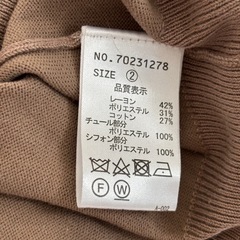 NO.70231278
SIZE ②
品質表示
レーヨン 42%
ポリエステル 31%
コットン 27%
チュール部分
ポリエステル 100%
シフォン部分
ポリエステル 100%
F W